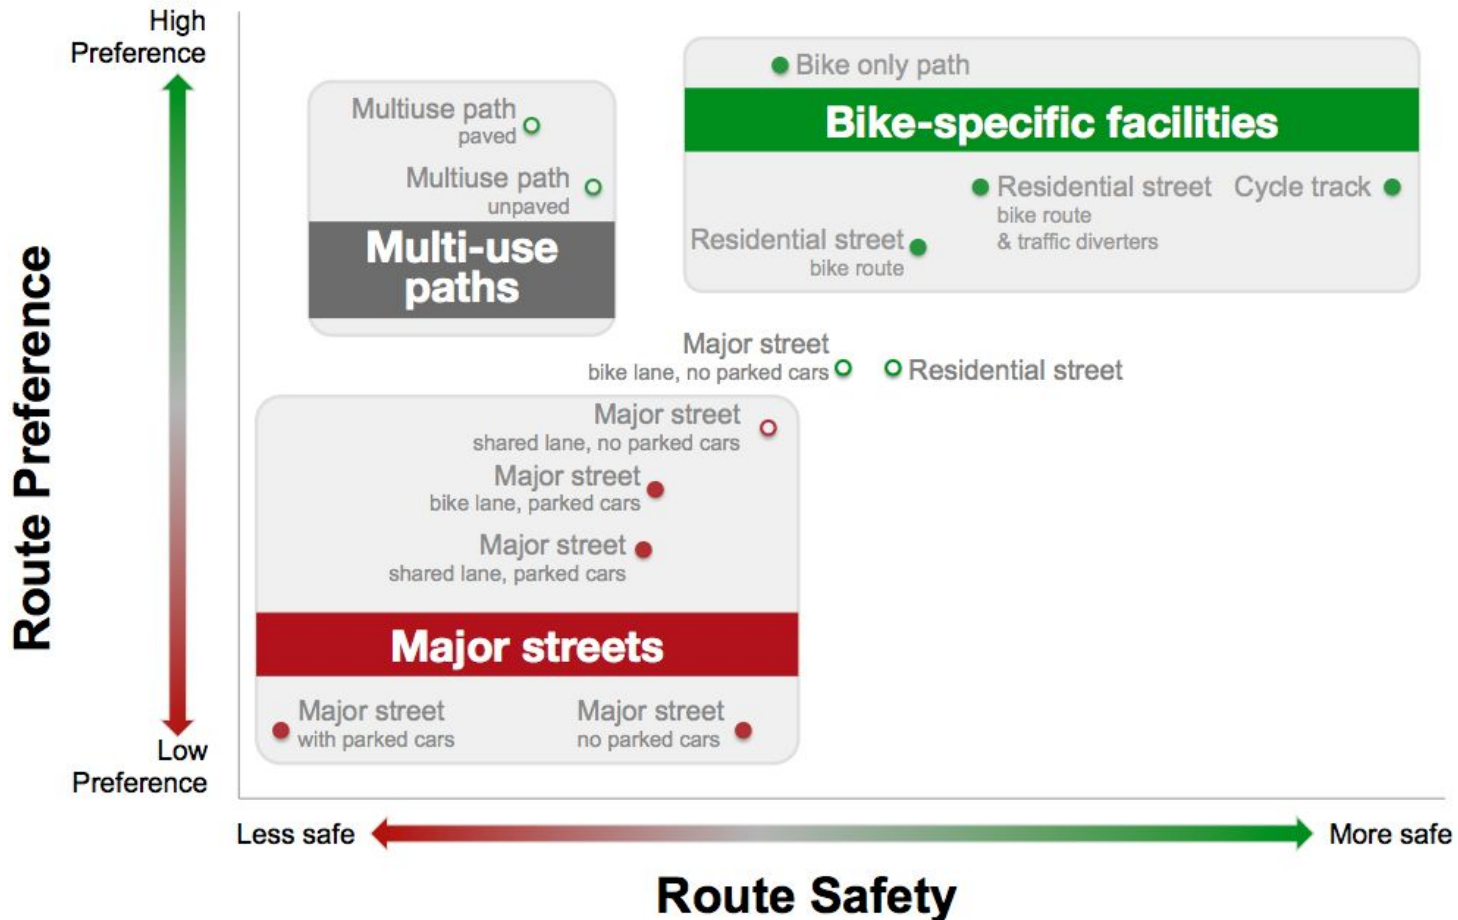 High
Preference
Bike only path
Multiuse path
paved
Bike-specific facilities
Multiuse path
unpaved
Residential street
bike route
& traffic diverters
Cycle track
Multi-use
paths
Residential street
bike route
Major street
bike lane, no parked cars
Residential street
Major street
shared lane, no parked cars
Major street
bike lane, parked cars
Major street
shared lane, parked cars
Major streets
Major street
with parked cars
Major street
no parked cars
Low
Preference
Route Preference
Less safe
More safe
Route Safety